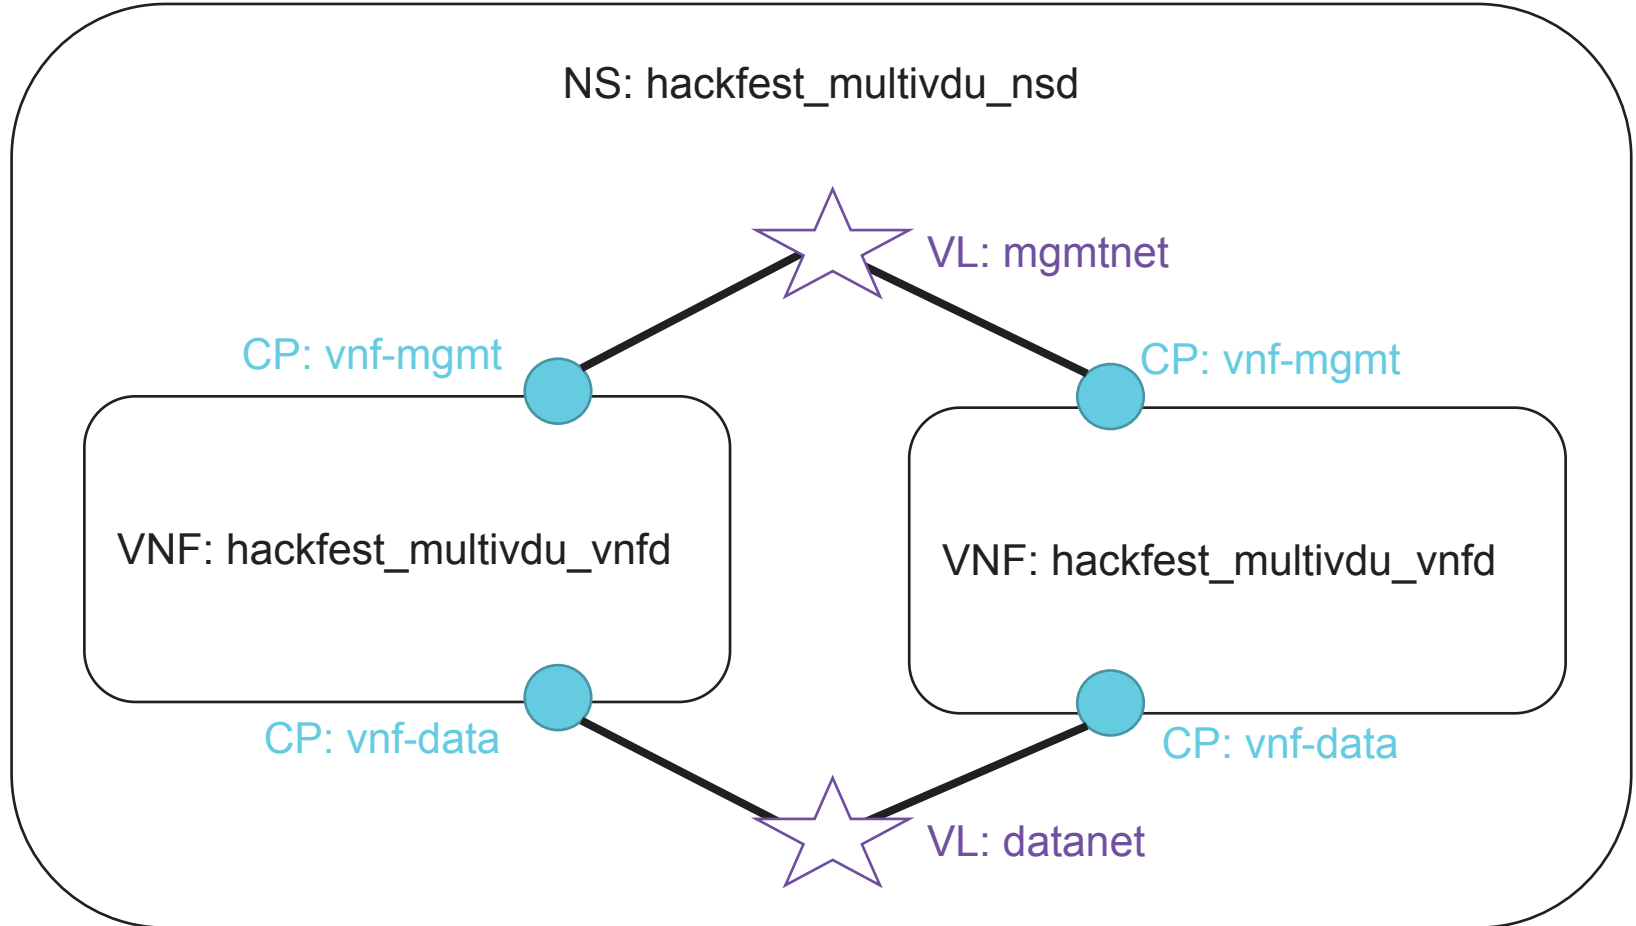 NS: hackfest_multivdu_nsd
VL: mgmtnet
CP: vnf-mgmt
CP: vnf-mgmt
VNF: hackfest_multivdu_vnfd
VNF: hackfest_multivdu_vnfd
CP: vnf-data
CP: vnf-data
VL: datanet